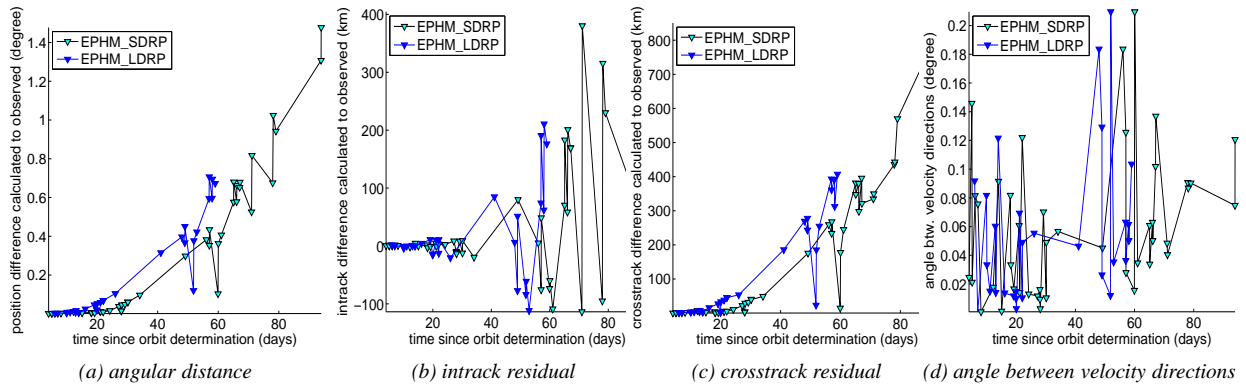 position difference calculated to observed (degree)
1.4
1.2
1
0.8
0.6
0.4
0.2
EPHM_SDRP
EPHM_LDRP
20 40 60 80
time since orbit determination (days)
(a) angular distance
intrack difference calculated to observed (km)
400
300
200
100
0
−100
EPHM_SDRP
EPHM_LDRP
20 40 60 80
time since orbit determination (days)
(b) intrack residual
crosstrack difference calculated to observed (km)
800
700
600
500
400
300
200
100
0
EPHM_SDRP
EPHM_LDRP
20 40 60 80
time since orbit determination (days)
(c) crosstrack residual
angle btw. velocity directions (degree)
0.2
0.18
0.16
0.14
0.12
0.1
0.08
0.06
0.04
0.02
EPHM_SDRP
EPHM_LDRP
20 40 60 80
time since orbit determination (days)
(d) angle between velocity directions